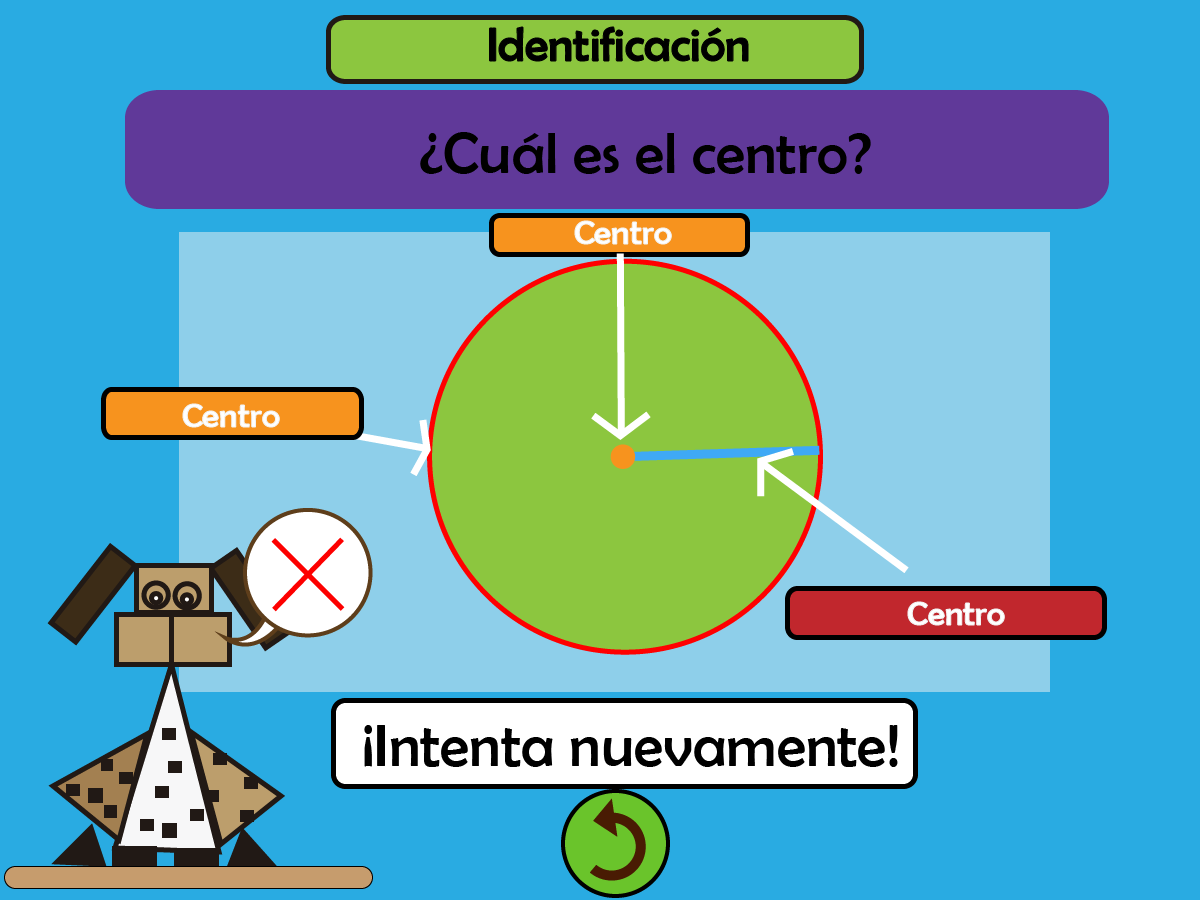 Identificación
¿Cuál es el centro?
Centro
Centro
Centro
¡Intenta nuevamente!